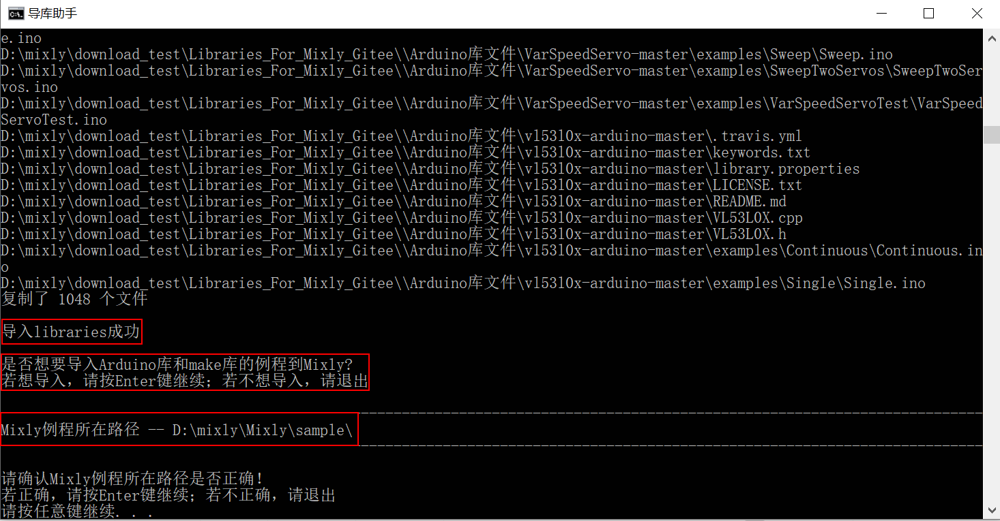 导库助手
e.ino
D:\mixly\download_test\Libraries_For_Mixly_Gitee\\Arduino库文件\VarSpeedServo-master\examples\Sweep\Sweep.ino
D:\mixly\download_test\Libraries_For_Mixly_Gitee\\Arduino库文件\VarSpeedServo-master\examples\SweepTwoServos\SweepTwoSer
vos.ino
D:\mixly\download_test\Libraries_For_Mixly_Gitee\\Arduino库文件\VarSpeedServo-master\examples\VarSpeedServoTest\VarSpeed
ServoTest.ino
D:\mixly\download_test\Libraries_For_Mixly_Gitee\\Arduino库文件\vl53l0x-arduino-master\.travis.yml
D:\mixly\download_test\Libraries_For_Mixly_Gitee\\Arduino库文件\vl53l0x-arduino-master\keywords.txt
D:\mixly\download_test\Libraries_For_Mixly_Gitee\\Arduino库文件\vl53l0x-arduino-master\library.properties
D:\mixly\download_test\Libraries_For_Mixly_Gitee\\Arduino库文件\vl53l0x-arduino-master\LICENSE.txt
D:\mixly\download_test\Libraries_For_Mixly_Gitee\\Arduino库文件\vl53l0x-arduino-master\README.md
D:\mixly\download_test\Libraries_For_Mixly_Gitee\\Arduino库文件\vl53l0x-arduino-master\VL53L0X.cpp
D:\mixly\download_test\Libraries_For_Mixly_Gitee\\Arduino库文件\vl53l0x-arduino-master\VL53L0X.h
D:\mixly\download_test\Libraries_For_Mixly_Gitee\\Arduino库文件\vl53l0x-arduino-master\examples\Continuous\Continuous.in
o
D:\mixly\download_test\Libraries_For_Mixly_Gitee\\Arduino库文件\vl53l0x-arduino-master\examples\Single\Single.ino
复制了 1048 个文件
导入libraries成功
是否想要导入Arduino库和make库的例程到Mixly?
若想导入，请按Enter键继续；若不想导入，请退出
Mixly例程所在路径 -- D:\mixly\Mixly\sample\
请确认Mixly例程所在路径是否正确！
若正确，请按Enter键继续；若不正确，请退出
请按任意键继续. . .